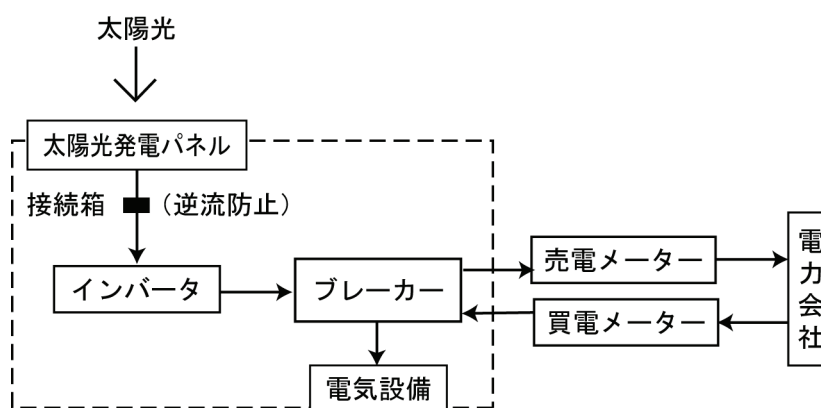 太陽光
太陽光発電パネル
接続箱 (逆流防止)
インバータ
ブレーカー
売電メーター
買電メーター
電力会社
電気設備